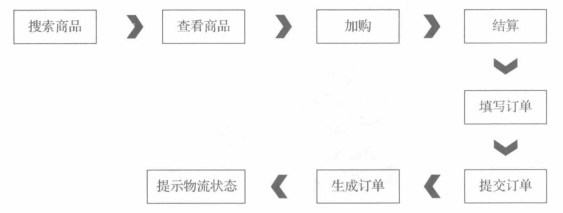 搜索商品
查看商品
加购
结算
填写订单
提交订单
生成订单
提示物流状态